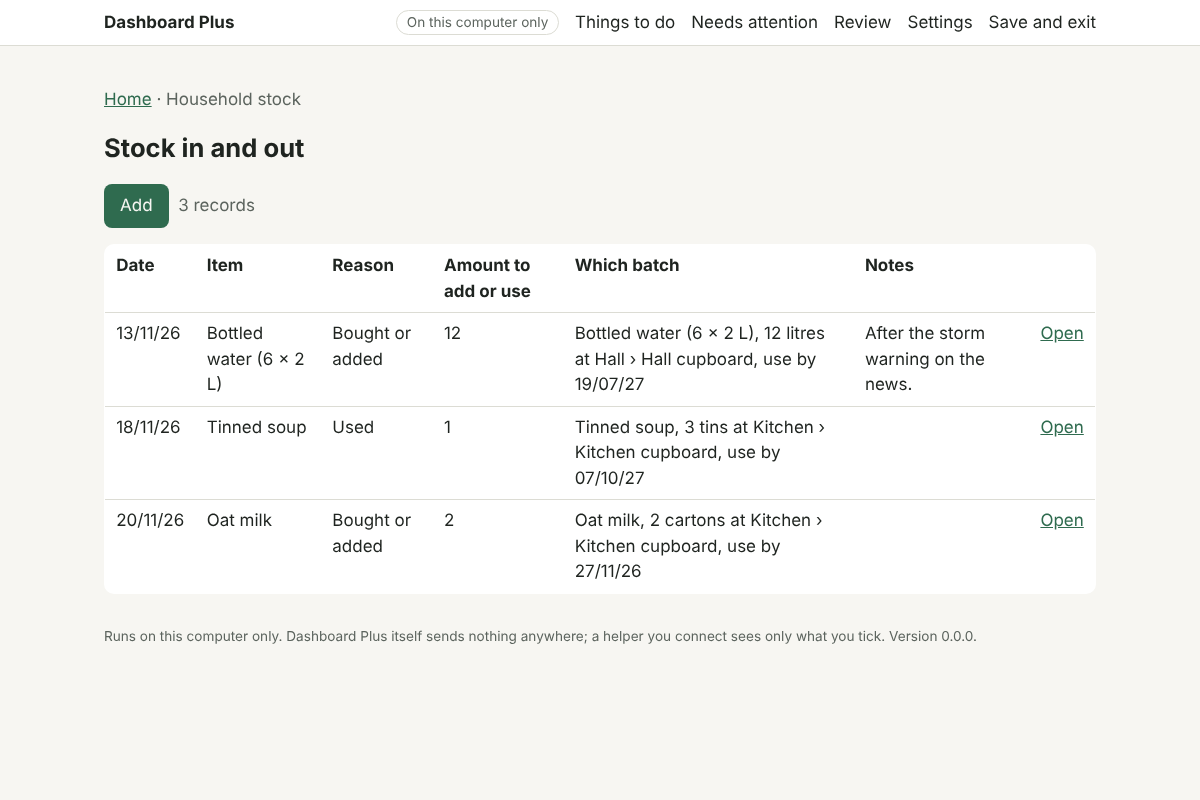 Dashboard Plus
On this computer only
Things to do
Needs attention
Review
Settings
Save and exit
Home · Household stock
Stock in and out
Add
3 records
Date
Item
Reason
Amount to
add or use
Which batch
Notes
13/11/26
Bottled
water (6 × 2
L)
Bought or
added
12
Bottled water (6 × 2 L), 12 litres
at Hall › Hall cupboard, use by
19/07/27
After the storm
warning on the
news.
Open
18/11/26
Tinned soup
Used
1
Tinned soup, 3 tins at Kitchen ›
Kitchen cupboard, use by
07/10/27
Open
20/11/26
Oat milk
Bought or
added
2
Oat milk, 2 cartons at Kitchen ›
Kitchen cupboard, use by
27/11/26
Open
Runs on this computer only. Dashboard Plus itself sends nothing anywhere; a helper you connect sees only what you tick. Version 0.0.0.